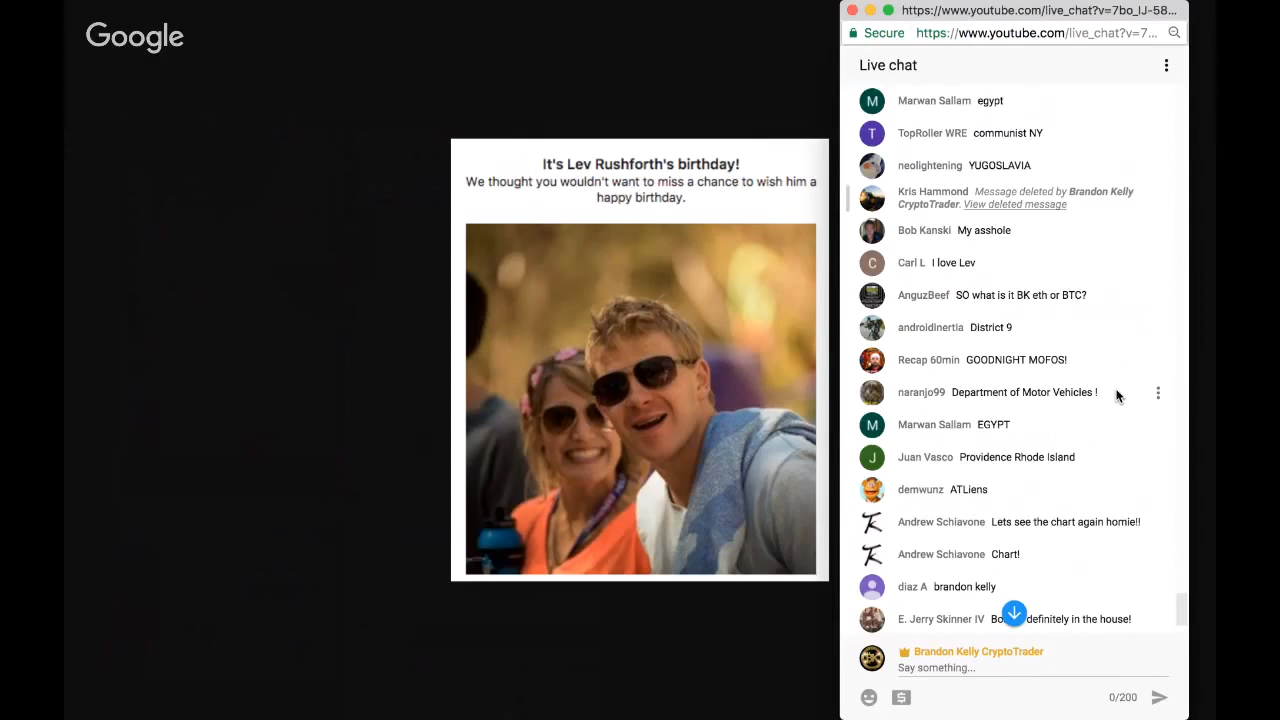 Google
It's Lev Rushforth's birthday!
We thought you wouldn't want to miss a chance to wish him a
happy birthday.
https://www.youtube.com/live_chat?v=7bo_IJ-58...
Secure https://www.youtube.com/live_chat?v=7...
Live chat
M Marwan Sallam egypt
T TopRoller WRE communist NY
neolightening YUGOSLAVIA
Kris Hammond Message deleted by Brandon Kelly
CryptoTrader. View deleted message
Bob Kanski My asshole
C Carl L I love Lev
AnguzBeef SO what is it BK eth or BTC?
androidinertia District 9
Recap 60min GOODNIGHT MOFOS!
naranjo99 Department of Motor Vehicles !
M Marwan Sallam EGYPT
J Juan Vasco Providence Rhode Island
demwunz ATLiens
Andrew Schiavone Lets see the chart again homie!!
Andrew Schiavone Chart!
diaz A brandon kelly
E. Jerry Skinner IV definitely in the house!
Brandon Kelly CryptoTrader
Say something...
0/200